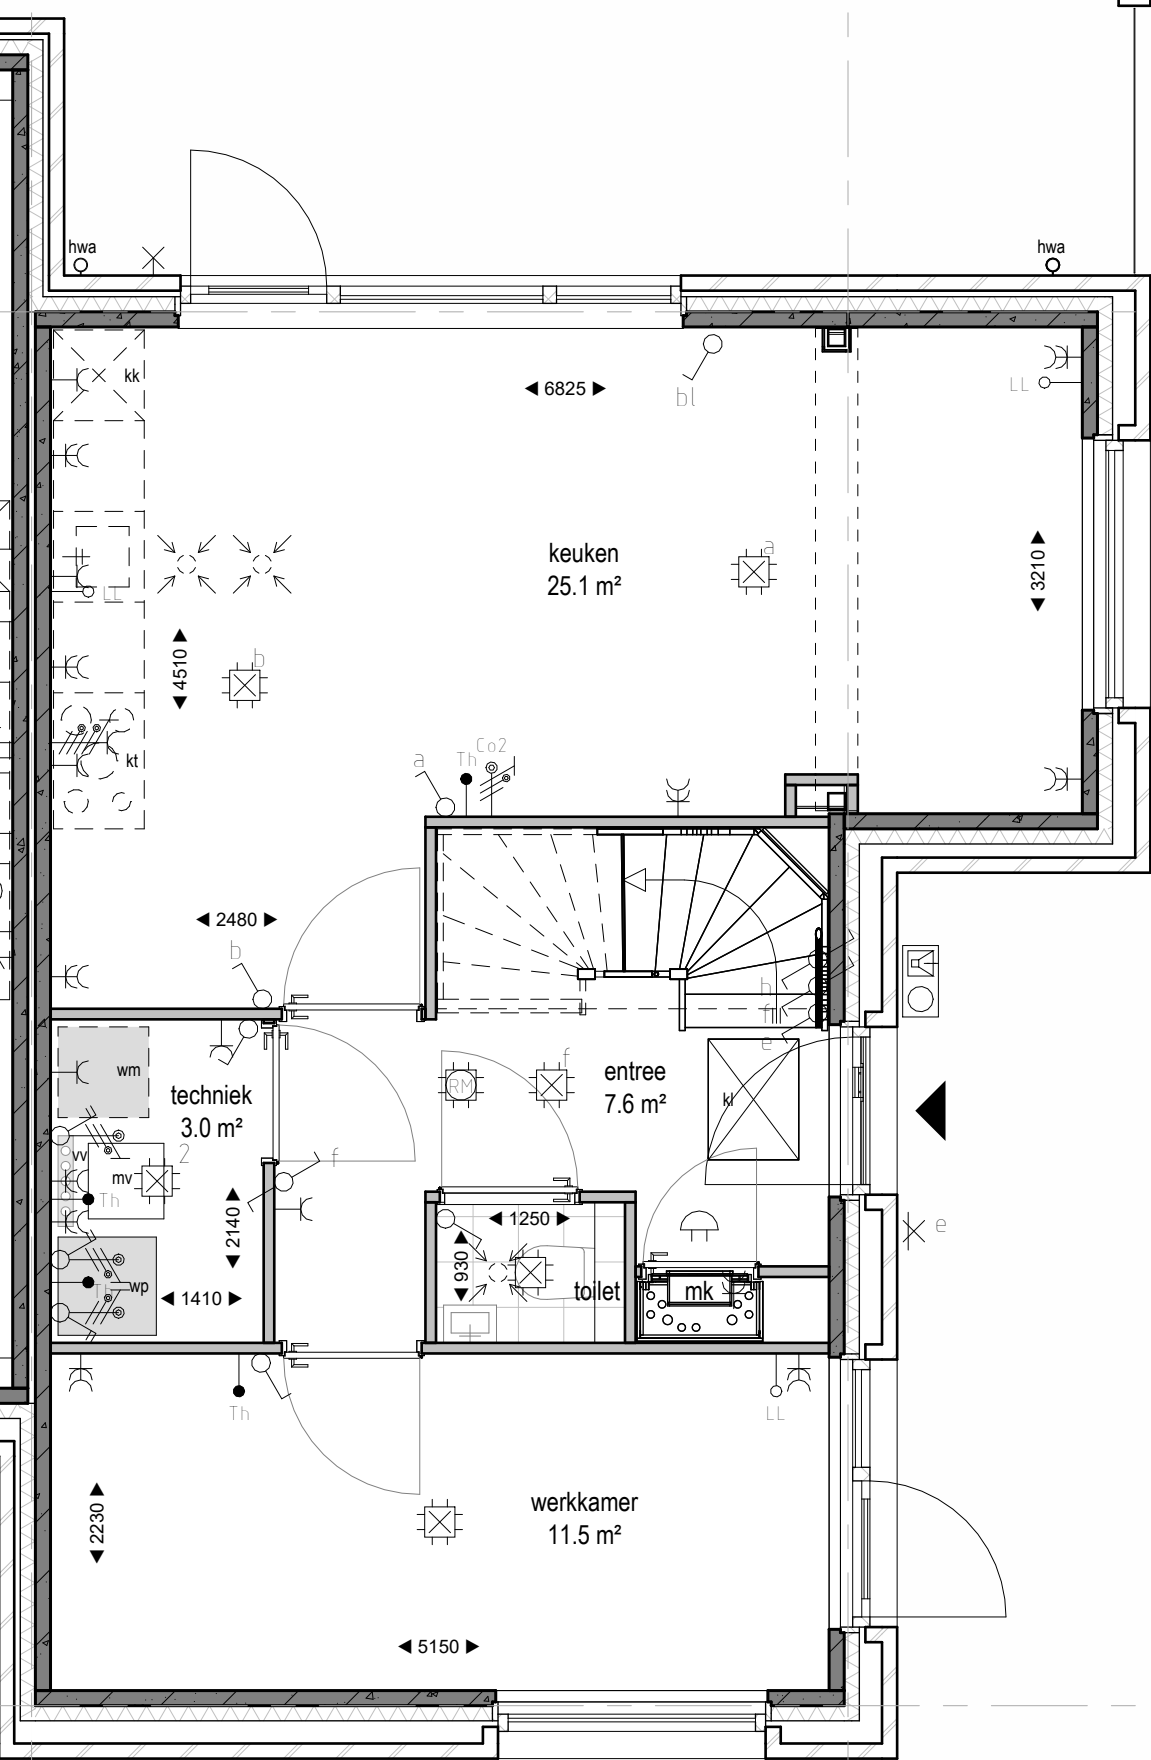 hwa
hwa
kk
6825
bl
LL
keuken
25.1 m²
a
3210
LL
4510
b
kt
a
Th
Co2
2480
b
h
f
e
wm
techniek
3.0 m²
2
RM
f
entree
7.6 m²
kl
vv
mv
Th
f
2140
1250
930
toilet
mk
e
Th
wp
1410
Th
LL
2230
werkkamer
11.5 m²
5150